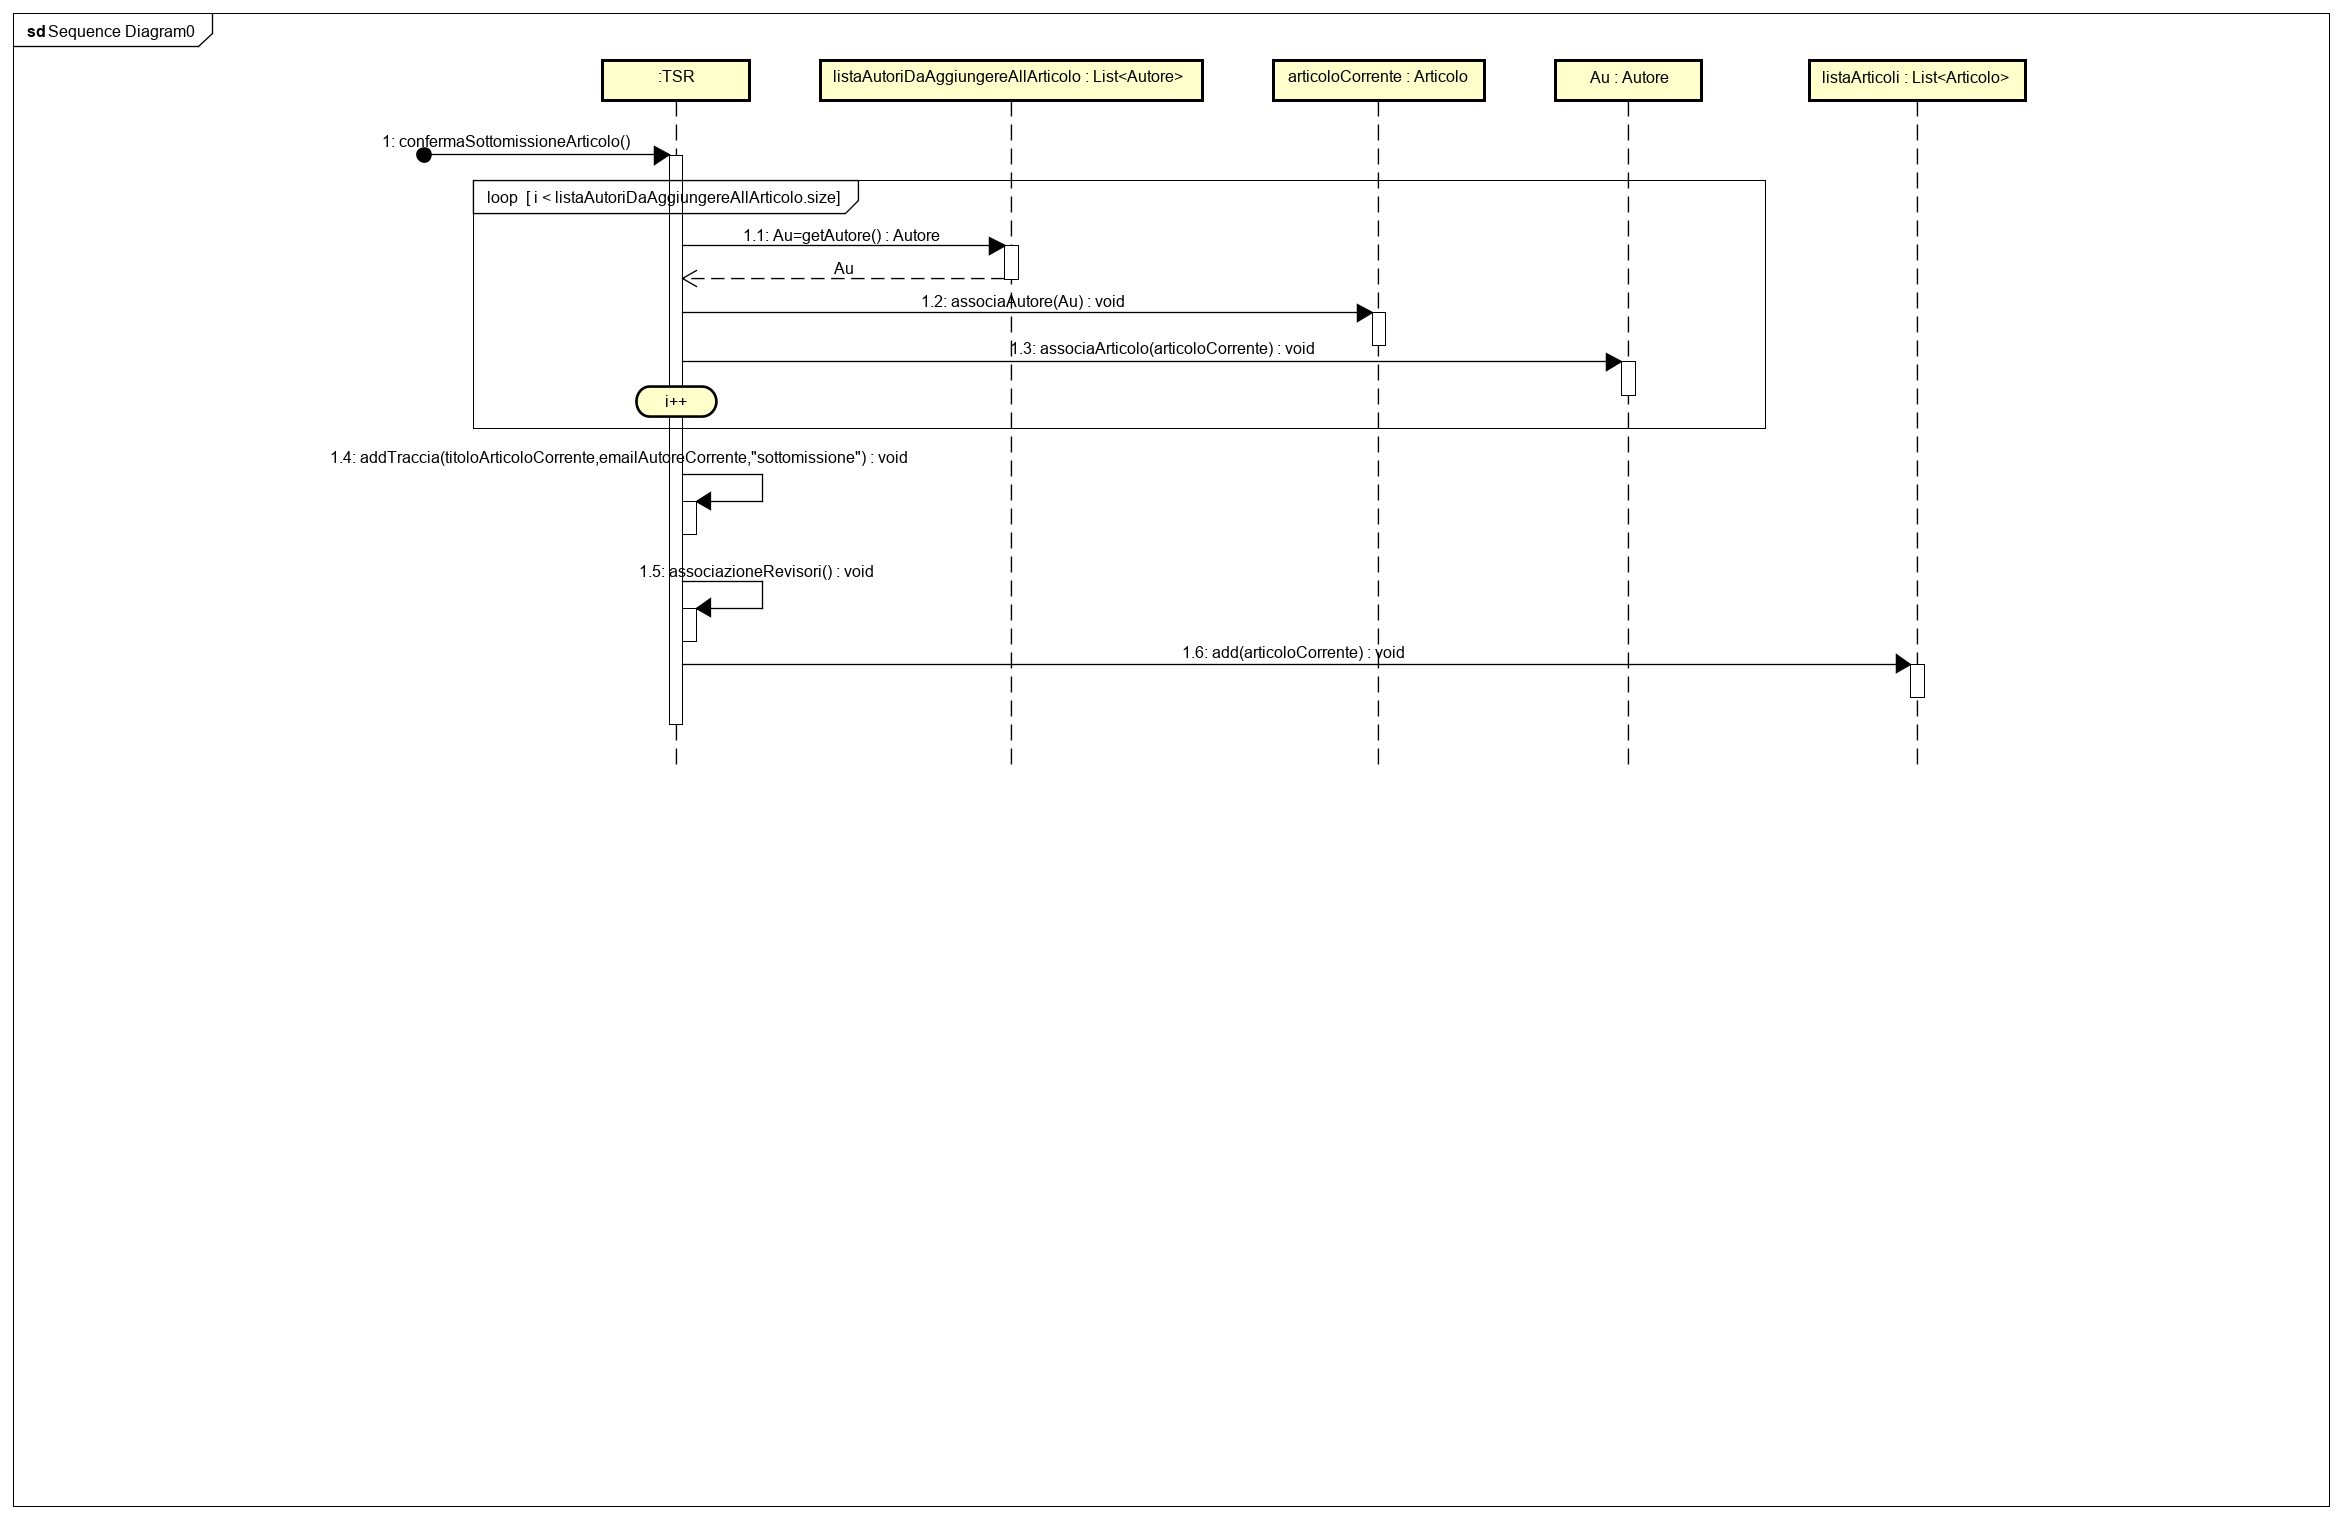 sd Sequence Diagram0
:TSR
listaAutoriDaAggiungereAllArticolo : List<Autore>
articoloCorrente : Articolo
Au : Autore
listaArticoli : List<Articolo>
1: confermaSottomissioneArticolo()
loop [ i < listaAutoriDaAggiungereAllArticolo.size]
1.1: Au=getAutore() : Autore
Au
1.2: associaAutore(Au) : void
1.3: associaArticolo(articoloCorrente) : void
i++
1.4: addTraccia(titoloArticoloCorrente,emailAutoreCorrente,"sottomissione") : void
1.5: associazioneRevisori() : void
1.6: add(articoloCorrente) : void